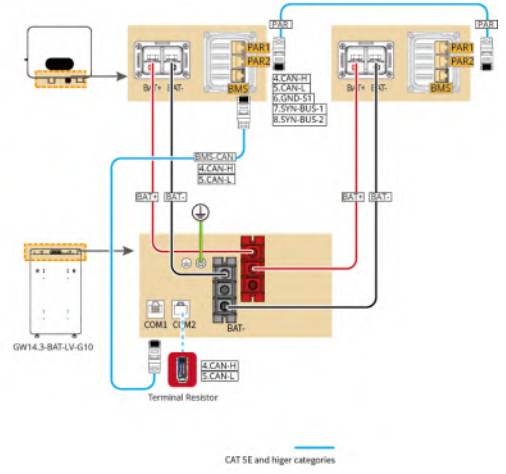 PAR
PAR
PAR1
PAR2
BMS
BAT+ BAT-
PAR1
PAR2
BMS
BAT+ BAT-
4.CAN-H
5.CAN-L
6.GND-S1
7.SYN-BUS-1
8.SYN-BUS-2
BMS-CAN
4.CAN-H
5.CAN-L
BAT+ BAT-
BAT+ BAT-
COM1 COM2
BAT-
GW14.3-BAT-LV-G10
4.CAN-H
5.CAN-L
Terminal Resistor
CAT 5E and higer categories